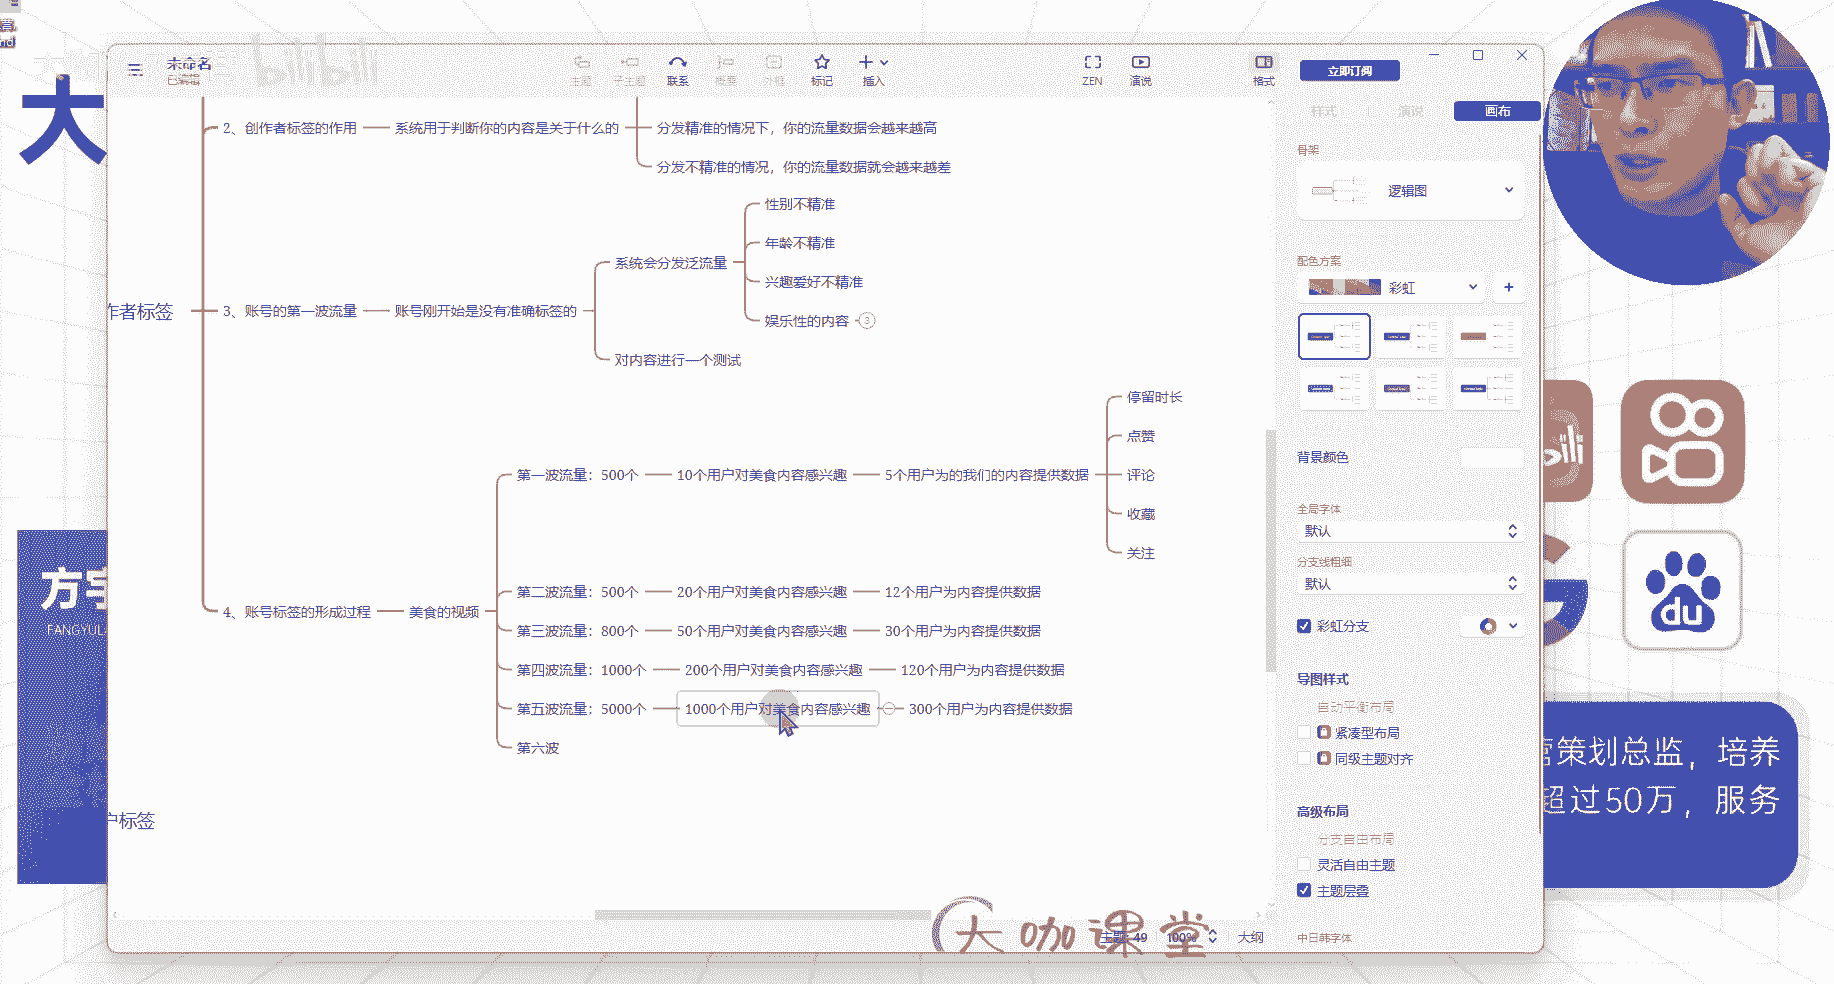 大
bilibili
未命名
已编辑
主题
子主题
联系
概要
外框
标记
插入
ZEN
演说
格式
立即订阅
样式
演说
画布
2、创作者标签的作用
系统用于判断你的内容是关于什么的
分发精准的情况下，你的流量数据会越来越高
分发不精准的情况，你的流量数据就会越来越差
作者标签
3、账号的第一波流量
账号刚开始是没有准确标签的
系统会分发泛流量
性别不精准
年龄不精准
兴趣爱好不精准
娱乐性的内容
3
对内容进行一个测试
4、账号标签的形成过程
美食的视频
第一波流量：500个
10个用户对美食内容感兴趣
5个用户为的我们的内容提供数据
停留时长
点赞
评论
收藏
关注
第二波流量：500个
20个用户对美食内容感兴趣
12个用户为内容提供数据
第三波流量：800个
50个用户对美食内容感兴趣
30个用户为内容提供数据
第四波流量：1000个
200个用户对美食内容感兴趣
120个用户为内容提供数据
第五波流量：5000个
1000个用户对美食内容感兴趣
300个用户为内容提供数据
第六波
户标签
骨架
逻辑图
配色方案
彩虹
背景颜色
全局字体
默认
分支线粗细
默认
彩虹分支
导图样式
自动平衡布局
紧凑型布局
同级主题对齐
高级布局
分支自由布局
灵活自由主题
主题层叠
中日韩字体
主题: 49
100%
大纲
大咖课堂
方宇
FANGYUL
du
营策划总监，培养
超过50万，服务